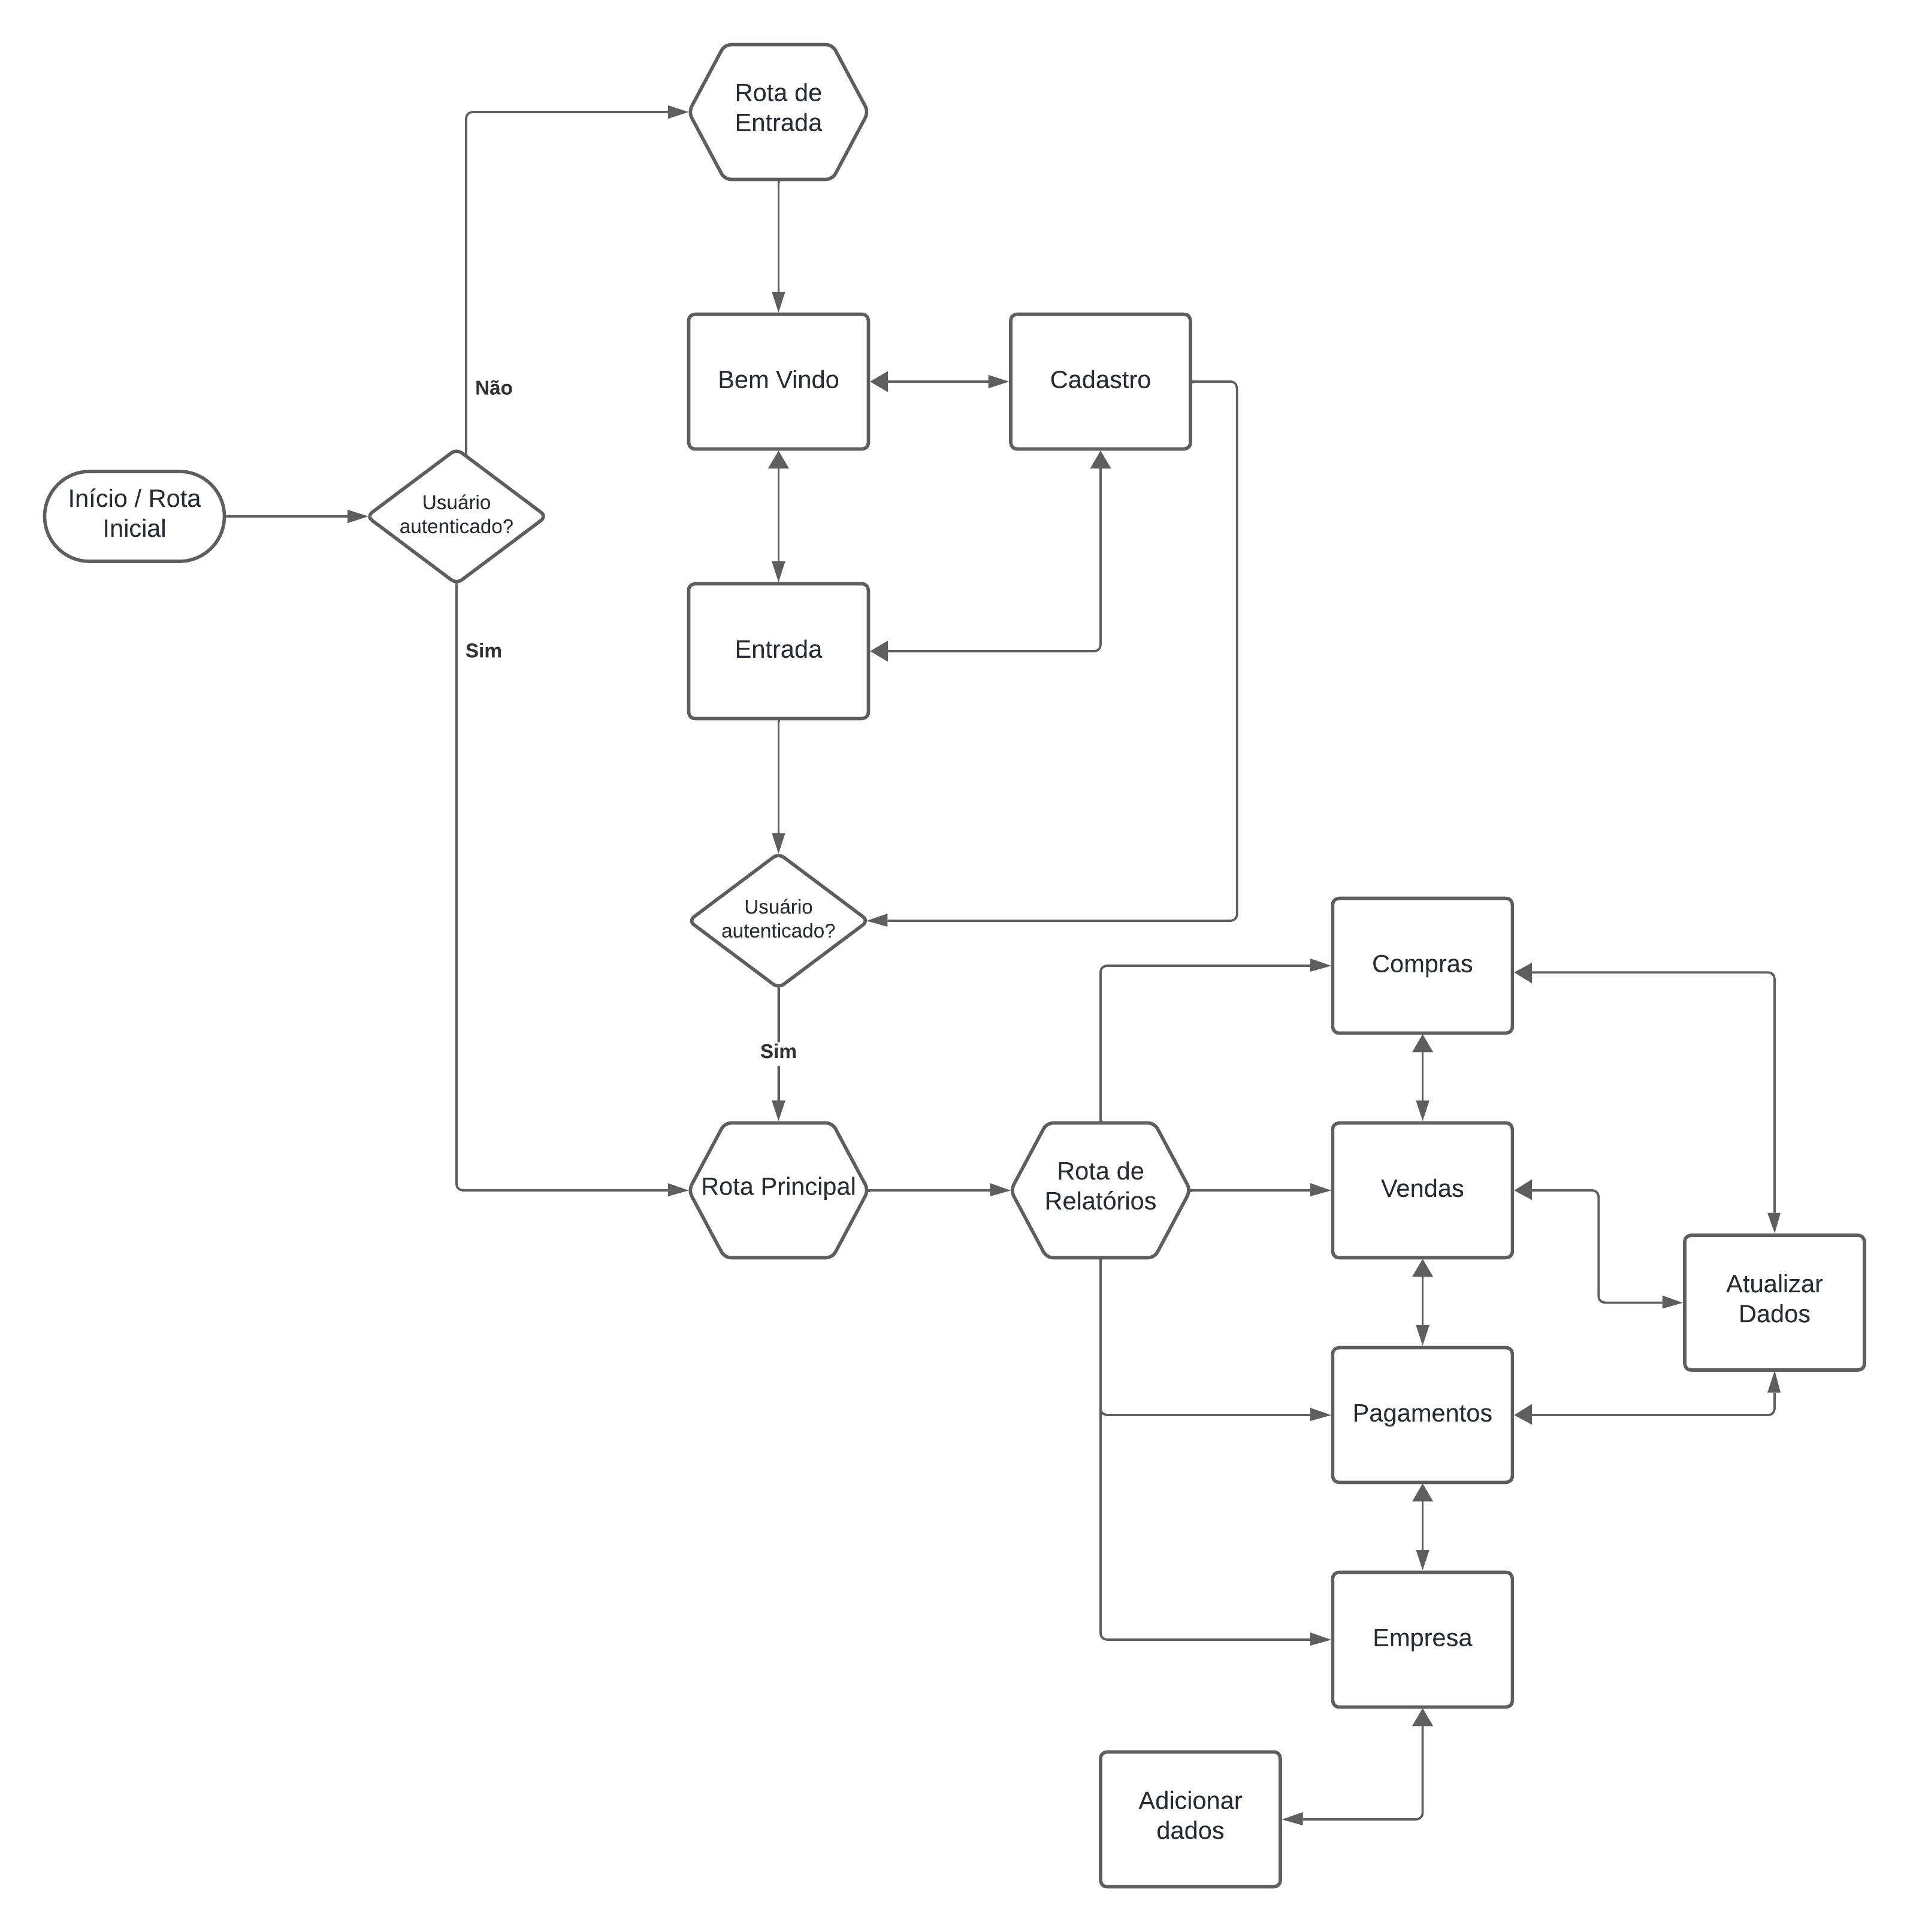 Rota de
Entrada
Bem Vindo
Cadastro
Não
Início / Rota
Inicial
Usuário
autenticado?
Sim
Entrada
Usuário
autenticado?
Sim
Compras
Rota Principal
Rota de
Relatórios
Vendas
Atualizar
Dados
Pagamentos
Empresa
Adicionar
dados